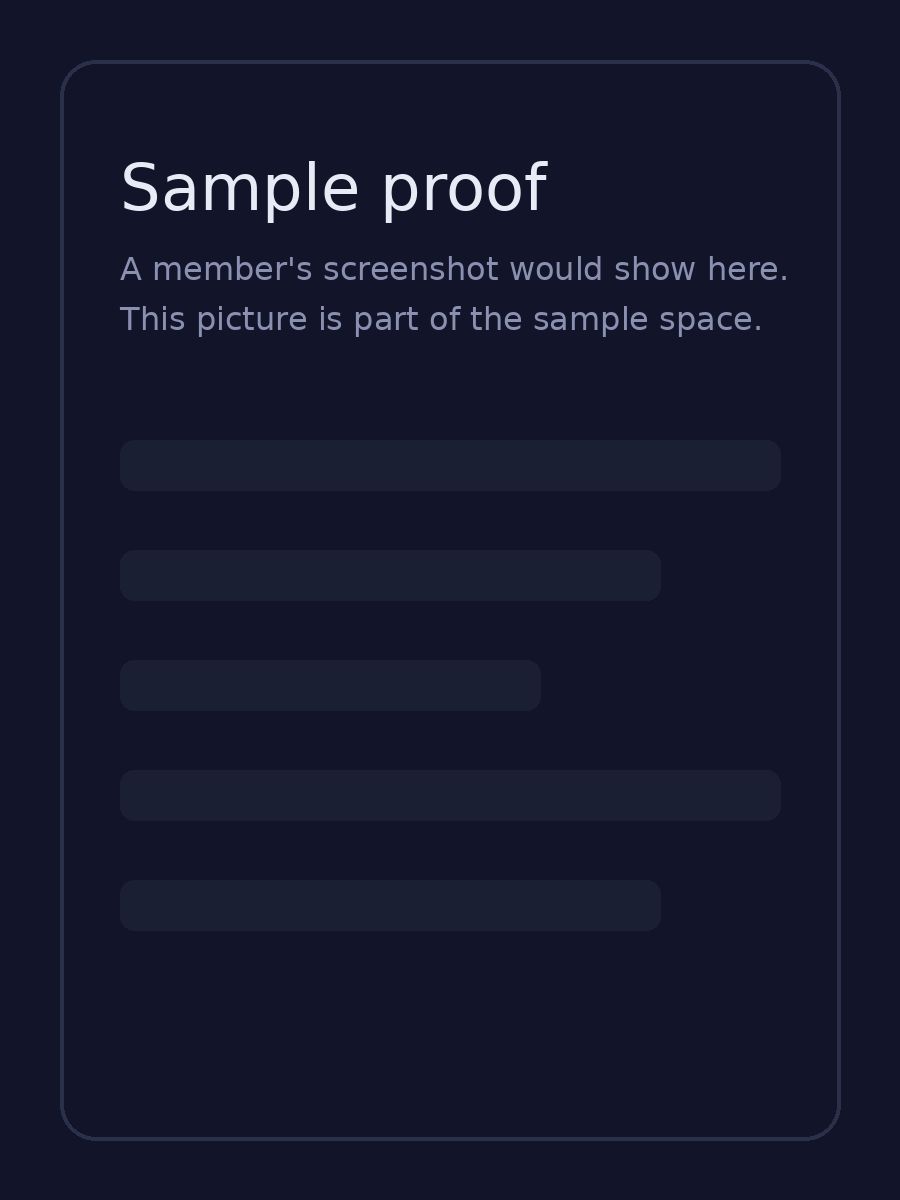 Sample proof
A member's screenshot would show here.
This picture is part of the sample space.